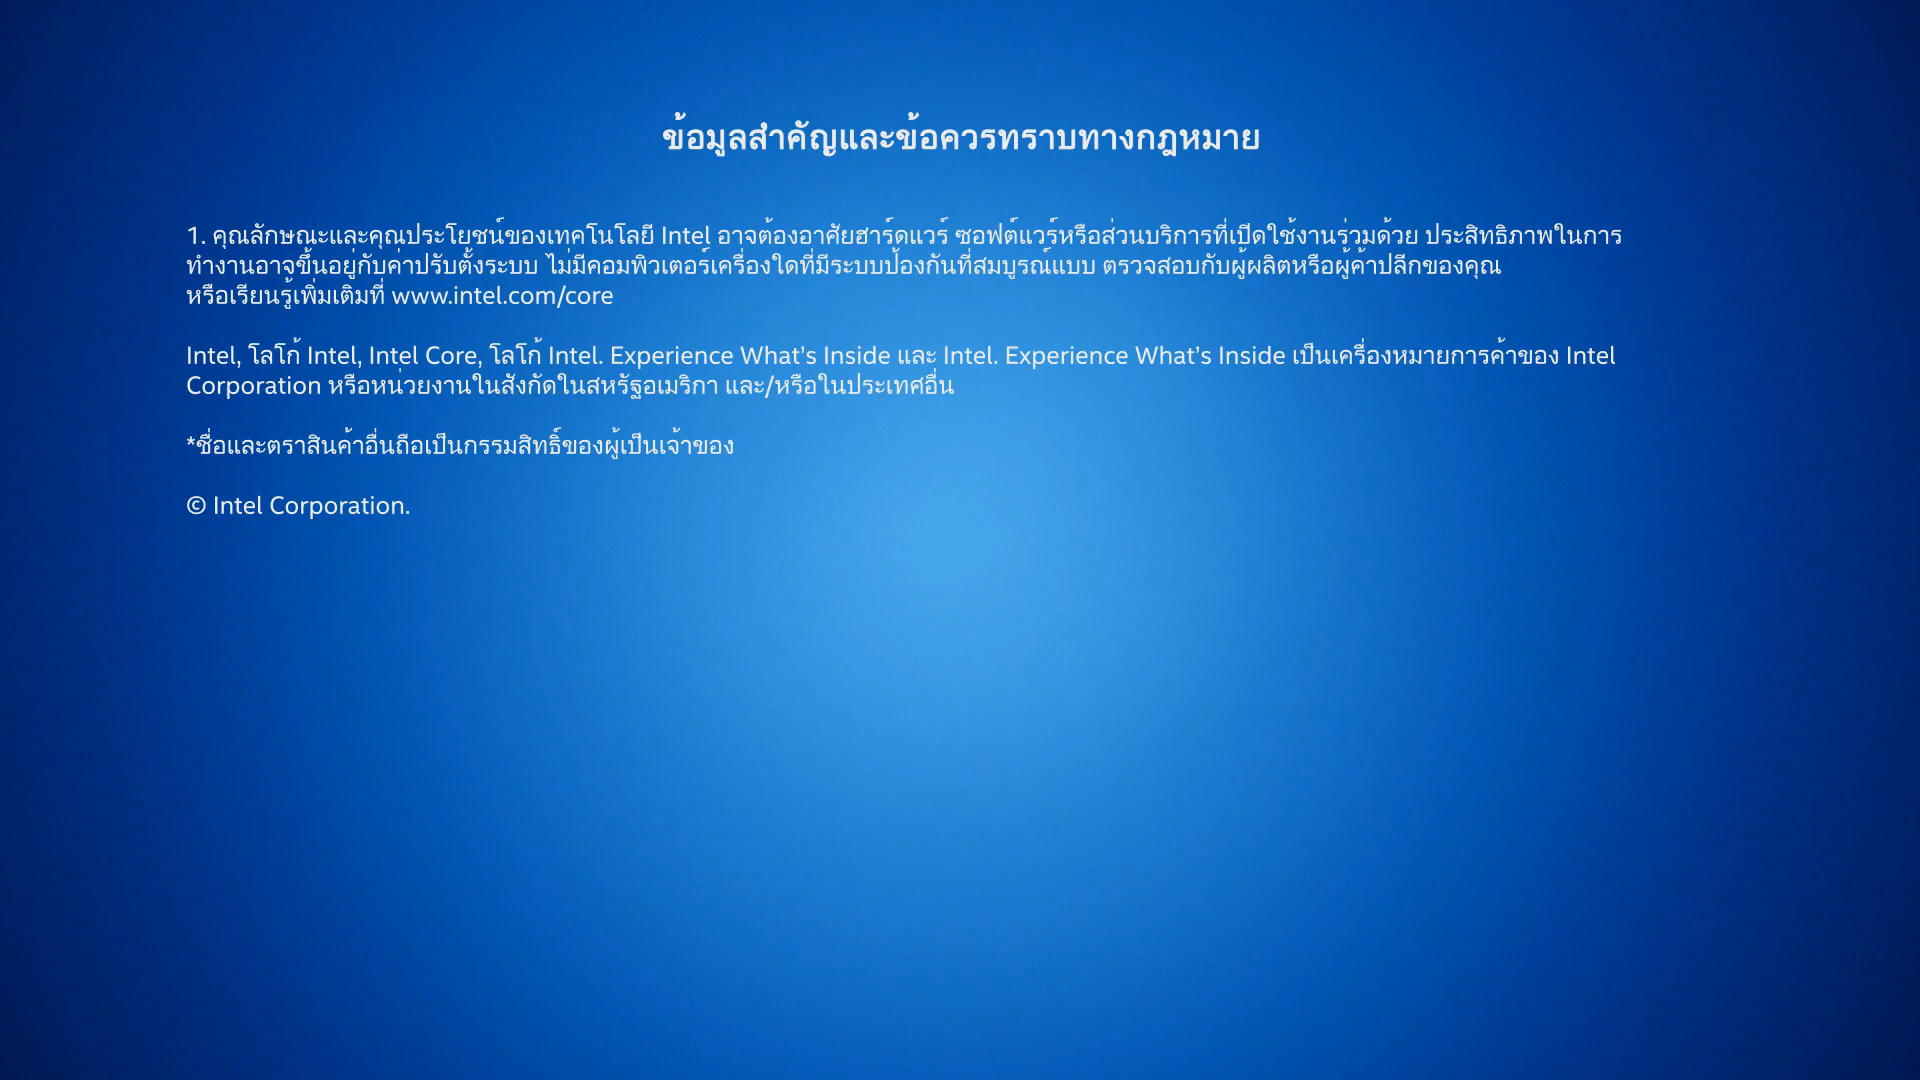 ข้อมูลสำคัญและข้อควรทราบทางกฎหมาย
1. คุณลักษณะและคุณประโยชน์ของเทคโนโลยี Intel อาจต้องอาศัยฮาร์ดแวร์ ซอฟต์แวร์หรือส่วนบริการที่เปิดใช้งานร่วมด้วย ประสิทธิภาพในการ
ทำงานอาจขึ้นอยู่กับค่าปรับตั้งระบบ ไม่มีคอมพิวเตอร์เครื่องใดที่มีระบบป้องกันที่สมบูรณ์แบบ ตรวจสอบกับผู้ผลิตหรือผู้ค้าปลีกของคุณ
หรือเรียนรู้เพิ่มเติมที่ www.intel.com/core
Intel, โลโก้ Intel, Intel Core, โลโก้ Intel. Experience What’s Inside และ Intel. Experience What’s Inside เป็นเครื่องหมายการค้าของ Intel
Corporation หรือหน่วยงานในสังกัดในสหรัฐอเมริกา และ/หรือในประเทศอื่น
*ชื่อและตราสินค้าอื่นถือเป็นกรรมสิทธิ์ของผู้เป็นเจ้าของ
© Intel Corporation.